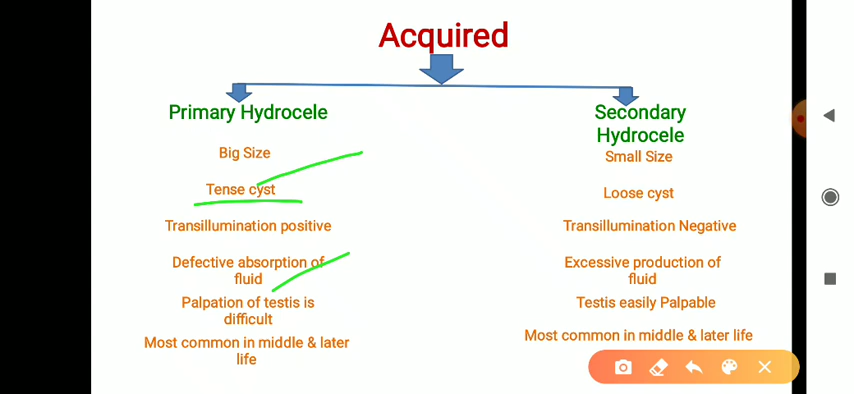 Acquired
Primary Hydrocele
Big Size
Tense cyst
Transillumination positive
Defective absorption of
fluid
Palpation of testis is
difficult
Most common in middle & later
life
Secondary
Hydrocele
Small Size
Loose cyst
Transillumination Negative
Excessive production of
fluid
Testis easily Palpable
Most common in middle & later life